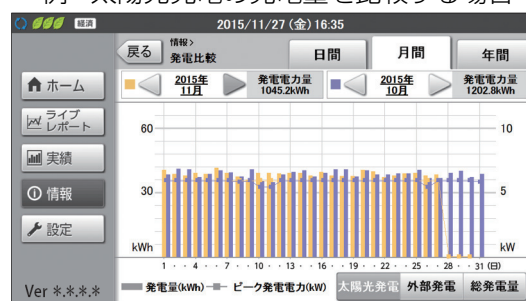 例 太陽光発電の発電量を比較する場合
経済 2015/11/27 (金) 16:35
戻る 情報> 発電比較 日間 月間 年間
2015年 11月 発電電力量 1045.2kWh 2015年 10月 発電電力量 1202.8kWh
ホーム
ライブ レポート
実績
情報
設定
Ver *.*.*.*
60 10
30 5
kWh kW
1 · · 4 · · 7 · · 10 · · 13 · · 16 · · 19 · · 22 · · 25 · · 28 · · 31 (日)
発電量(kWh) ピーク発電電力(kW) 太陽光発電 外部発電 総発電量